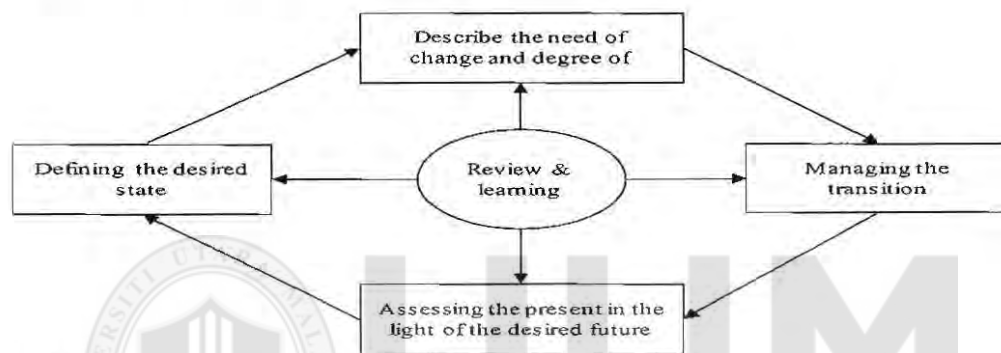 Describe the need of
change and degree of
Defining the desired
state
Review &
learning
Managing the
transition
Assessing the present in the
light of the desired future
UUM